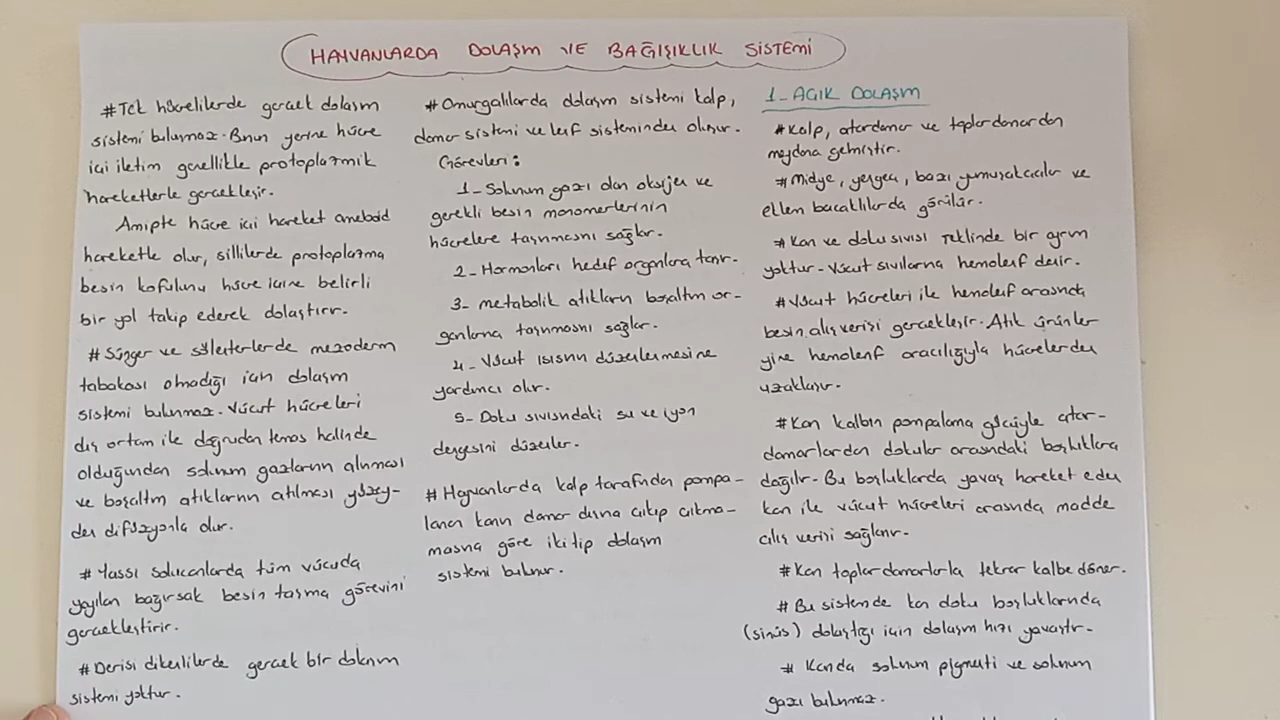 HAYVANLARDA DOLAŞIM VE BAĞIŞIKLIK SİSTEMİ
#Tek hücrelilerde gerçek dolaşım
sistemi bulunmaz. Bunun yerine hücre
içi iletim genellikle protoplazmik
hareketlerle gerçekleşir.
Amipte hücre içi hareket ameboid
hareketle olur, sillilerde protoplazma
besin kofulunu hücre içine belirli
bir yol takip ederek dolaştırır.
#Sünger ve sölenterlerde mezoderm
tabakası olmadığı için dolaşım
sistemi bulunmaz. Vücut hücreleri
dış ortam ile doğrudan temas halinde
olduğundan solunum gazlarının alınması
ve boşaltım atıklarının atılması yüzey-
den difüzyonla olur.
#Yassı solucanlarda tüm vücuda
yayılan bağırsak besin taşıma görevini
gerçekleştirir.
#Derisi dikenlilerde gerçek bir dolaşım
sistemi yoktur.
#Omurgalılarda dolaşım sistemi kalp,
damar sistemi ve lenf sisteminden oluşur.
Görevleri:
1- Solunum gazı olan oksijen ve
gerekli besin monomerlerinin
hücrelere taşınmasını sağlar.
2- Hormonları hedef organlara taşır.
3- metabolik atıkların boşaltım or-
ganlarına taşınmasını sağlar.
4- Vücut ısısının düzenlenmesine
yardımcı olur.
5- Doku sıvısındaki su ve iyon
dengesini düzenler.
#Hayvanlarda kalp tarafından pompa-
lanan kanın damar dışına çıkıp çıkma-
masına göre iki tip dolaşım
sistemi bulunur.
1- AÇIK DOLAŞIM
#Kalp, atardamar ve toplardamardan
meydana gelmiştir.
#Midye, yengeç, bazı yumuşakçalar ve
eklem bacaklılarda görülür.
#Kan ve doku sıvısı şeklinde bir ayrım
yoktur. Vücut sıvılarına hemolenf denir.
#Vücut hücreleri ile hemolenf arasında
besin alışverişi gerçekleşir. Atık ürünler
yine hemolenf aracılığıyla hücrelerden
uzaklaşır.
#Kan kalbin pompalama gücüyle atar-
damarlardan dokular arasındaki boşluklara
dağılır. Bu boşluklarda yavaş hareket eden
kan ile vücut hücreleri arasında madde
alış verişi sağlanır.
#Kan toplardamarlarla tekrar kalbe döner.
#Bu sistemde kan doku boşluklarında
(sinüs) dolaştığı için dolaşım hızı yavaştır.
#Kanda solunum pigmenti ve solunum
gazı bulunmaz.